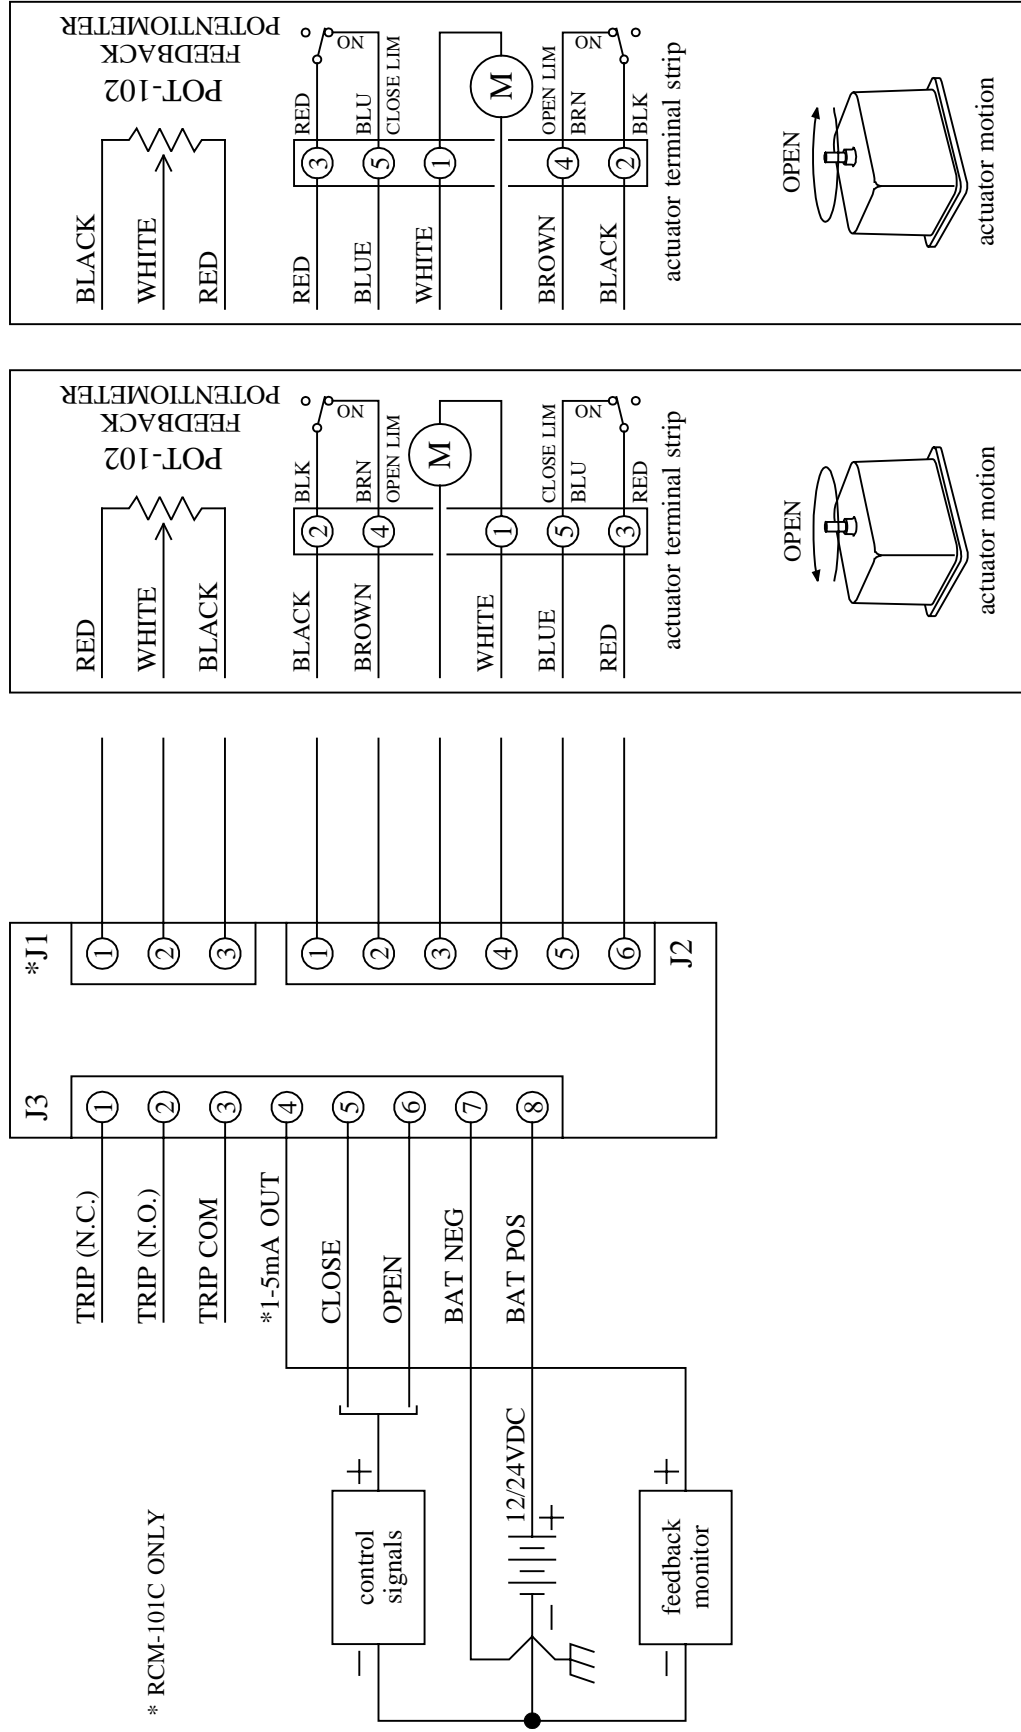 * RCM-101C ONLY
J3
1
2
3
4
5
6
7
8
TRIP (N.C.)
TRIP (N.O.)
TRIP COM
*1-5mA OUT
CLOSE
OPEN
BAT NEG
BAT POS
+
control
signals
−
12/24VDC
+
−
+
feedback
monitor
−
*J1
1
2
3
J2
1
2
3
4
5
6
RED
WHITE
BLACK
POT-102
FEEDBACK
POTENTIOMETER
BLACK
BROWN
WHITE
BLUE
RED
2
4
1
5
3
BLK
BRN
OPEN LIM
NO
M
CLOSE LIM
BLU
NO
RED
actuator terminal strip
OPEN
actuator motion
BLACK
WHITE
RED
POT-102
FEEDBACK
POTENTIOMETER
RED
BLUE
WHITE
BROWN
BLACK
3
5
1
4
2
RED
BLU
CLOSE LIM
NO
M
OPEN LIM
BRN
NO
BLK
actuator terminal strip
OPEN
actuator motion